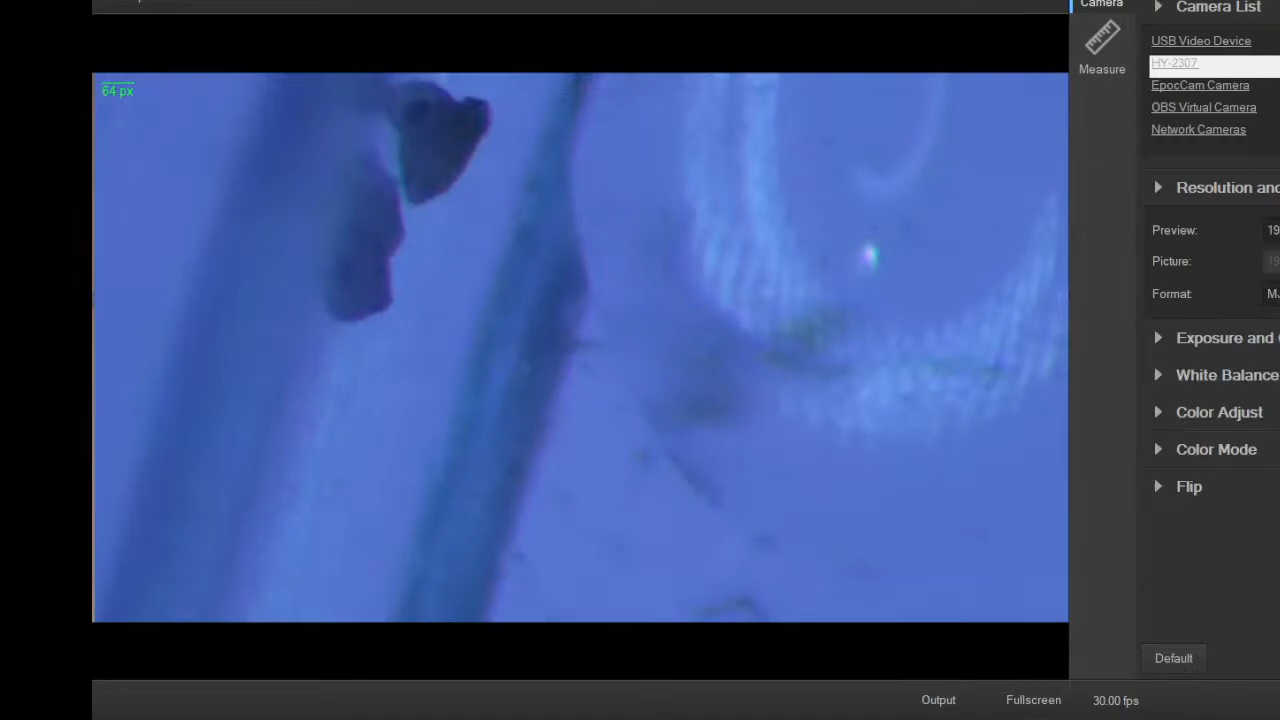 Camera
Camera List
Measure
USB Video Device
HY-2307
EpocCam Camera
OBS Virtual Camera
Network Cameras
64 px
Resolution and
Preview:
19
Picture:
Format:
MJ
Exposure and
White Balance
Color Adjust
Color Mode
Flip
Default
Output
Fullscreen
30.00 fps